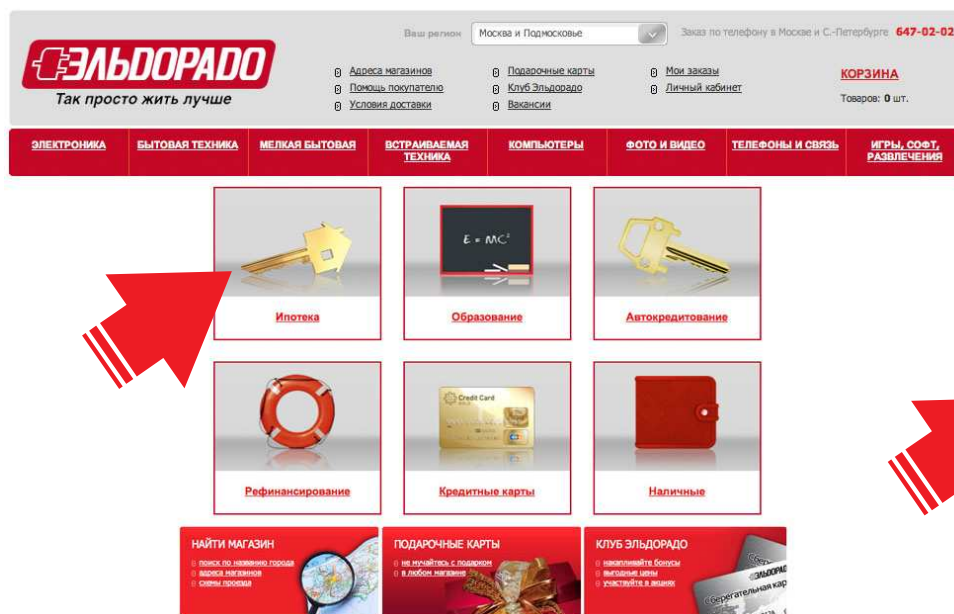 Ваш регион Москва и Подмосковье Заказ по телефону в Москве и С.-Петербурге 647-02-02
ЭЛЬДОРАДО
Так просто жить лучше
Адреса магазинов Подарочные карты Мои заказы КОРЗИНА
Помощь покупателю Клуб Эльдорадо Личный кабинет
Условия доставки Вакансии Товаров: 0 шт.
ЭЛЕКТРОНИКА БЫТОВАЯ ТЕХНИКА МЕЛКАЯ БЫТОВАЯ ВСТРАИВАЕМАЯ ТЕХНИКА КОМПЬЮТЕРЫ ФОТО И ВИДЕО ТЕЛЕФОНЫ И СВЯЗЬ ИГРЫ, СОФТ, РАЗВЛЕЧЕНИЯ
E = MC²
Ипотека Образование Автокредитование
Credit Card
Рефинансирование Кредитные карты Наличные
НАЙТИ МАГАЗИН
поиск по названию города
адреса магазинов
схемы проезда
ПОДАРОЧНЫЕ КАРТЫ
не мучайтесь с подарком
в любом магазине
КЛУБ ЭЛЬДОРАДО
накапливайте бонусы
выгодные цены
участвуйте в акциях